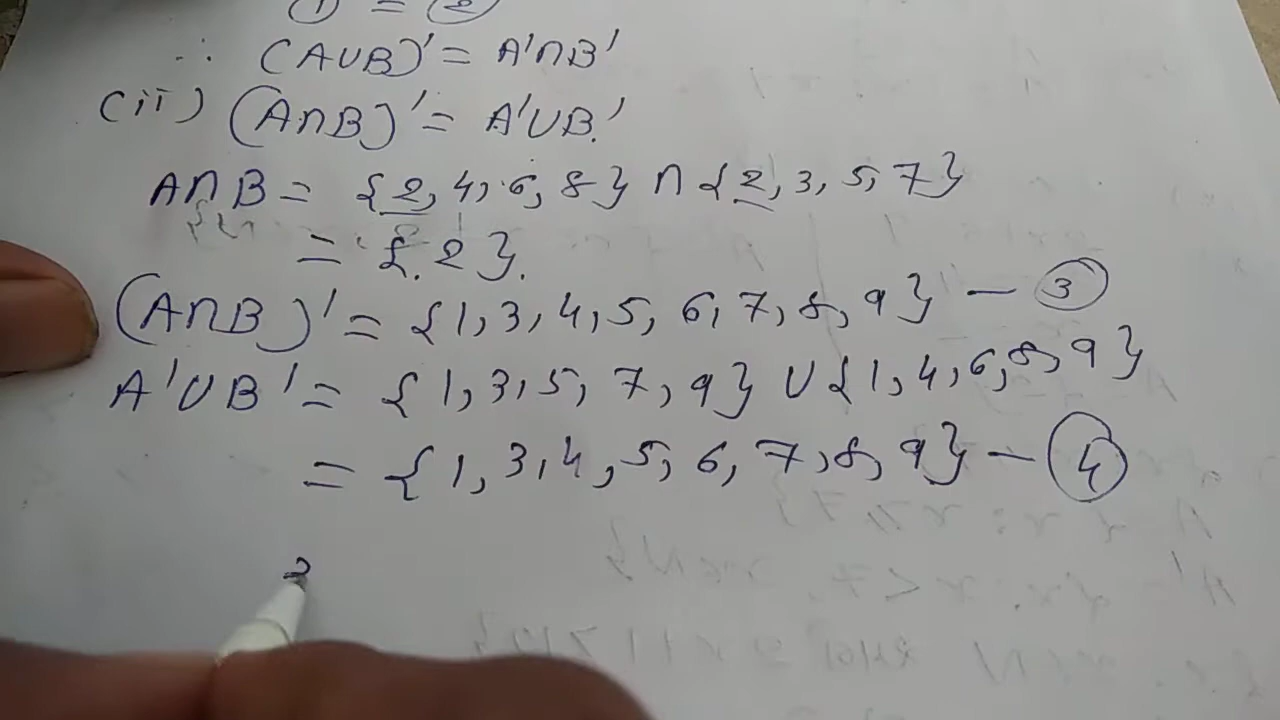 ① = ②
∴ (A∪B)' = A'∩B'
(ii) (A∩B)' = A'∪B'
A∩B = {2, 4, 6, 8} ∩ {2, 3, 5, 7}
= {2}.
(A∩B)' = {1, 3, 4, 5, 6, 7, 8, 9} — ③
A'∪B' = {1, 3, 5, 7, 9} ∪ {1, 4, 6, 8, 9}
= {1, 3, 4, 5, 6, 7, 8, 9} — ④